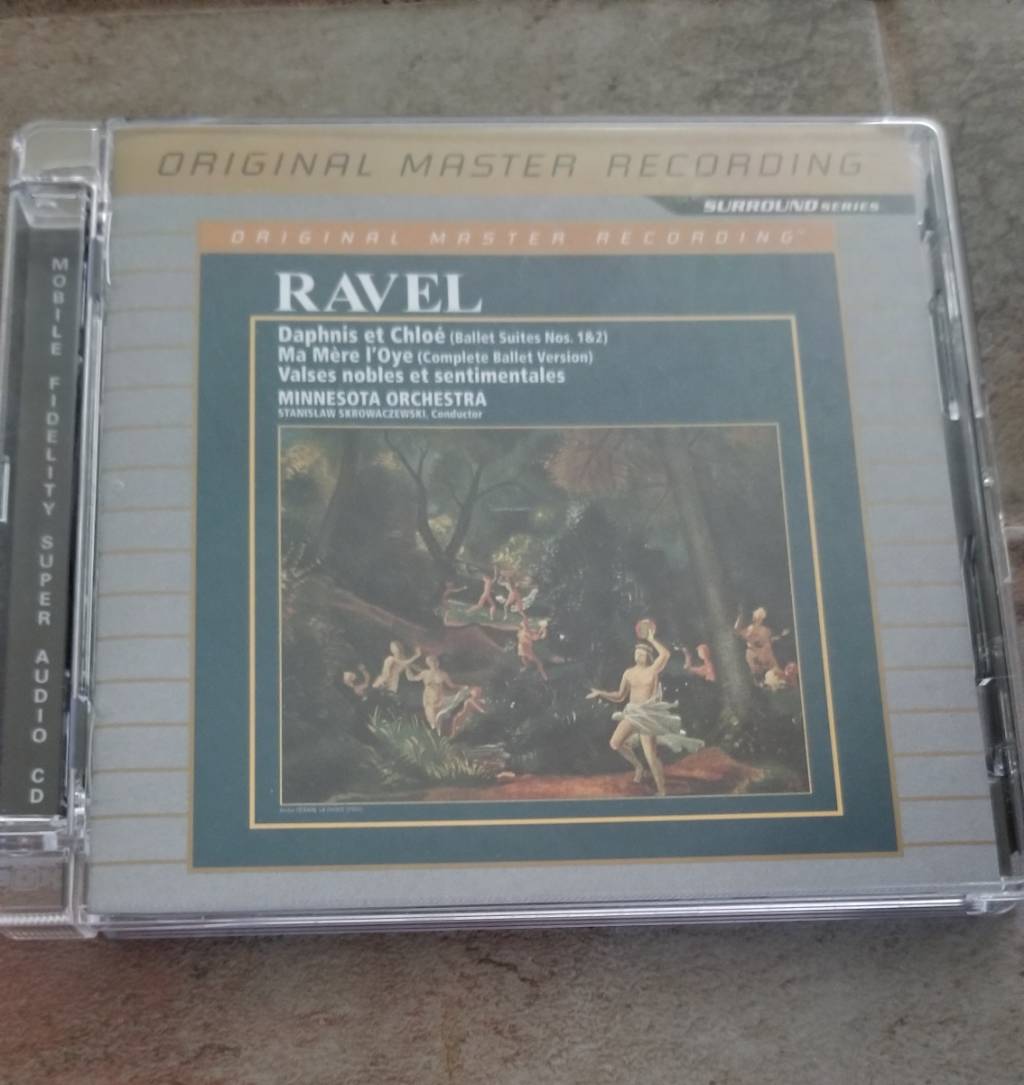 ORIGINAL MASTER RECORDING
SURROUND SERIES
ORIGINAL MASTER RECORDING™
RAVEL
Daphnis et Chloé (Ballet Suites Nos. 1&2)
Ma Mère l'Oye (Complete Ballet Version)
Valses nobles et sentimentales
MINNESOTA ORCHESTRA
STANISLAW SKROWACZEWSKI, Conductor
MOBILE FIDELITY SUPER AUDIO CD